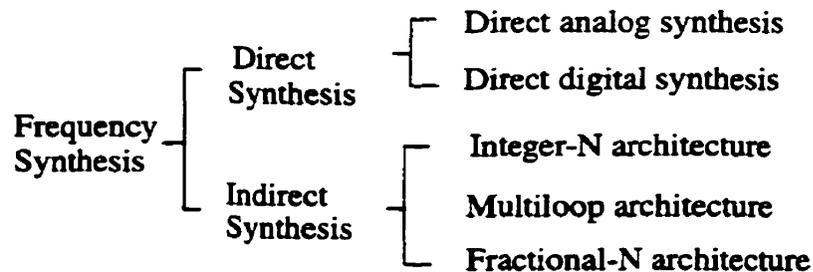 Frequency
Synthesis
Direct
Synthesis
Direct analog synthesis
Direct digital synthesis
Indirect
Synthesis
Integer-N architecture
Multiloop architecture
Fractional-N architecture